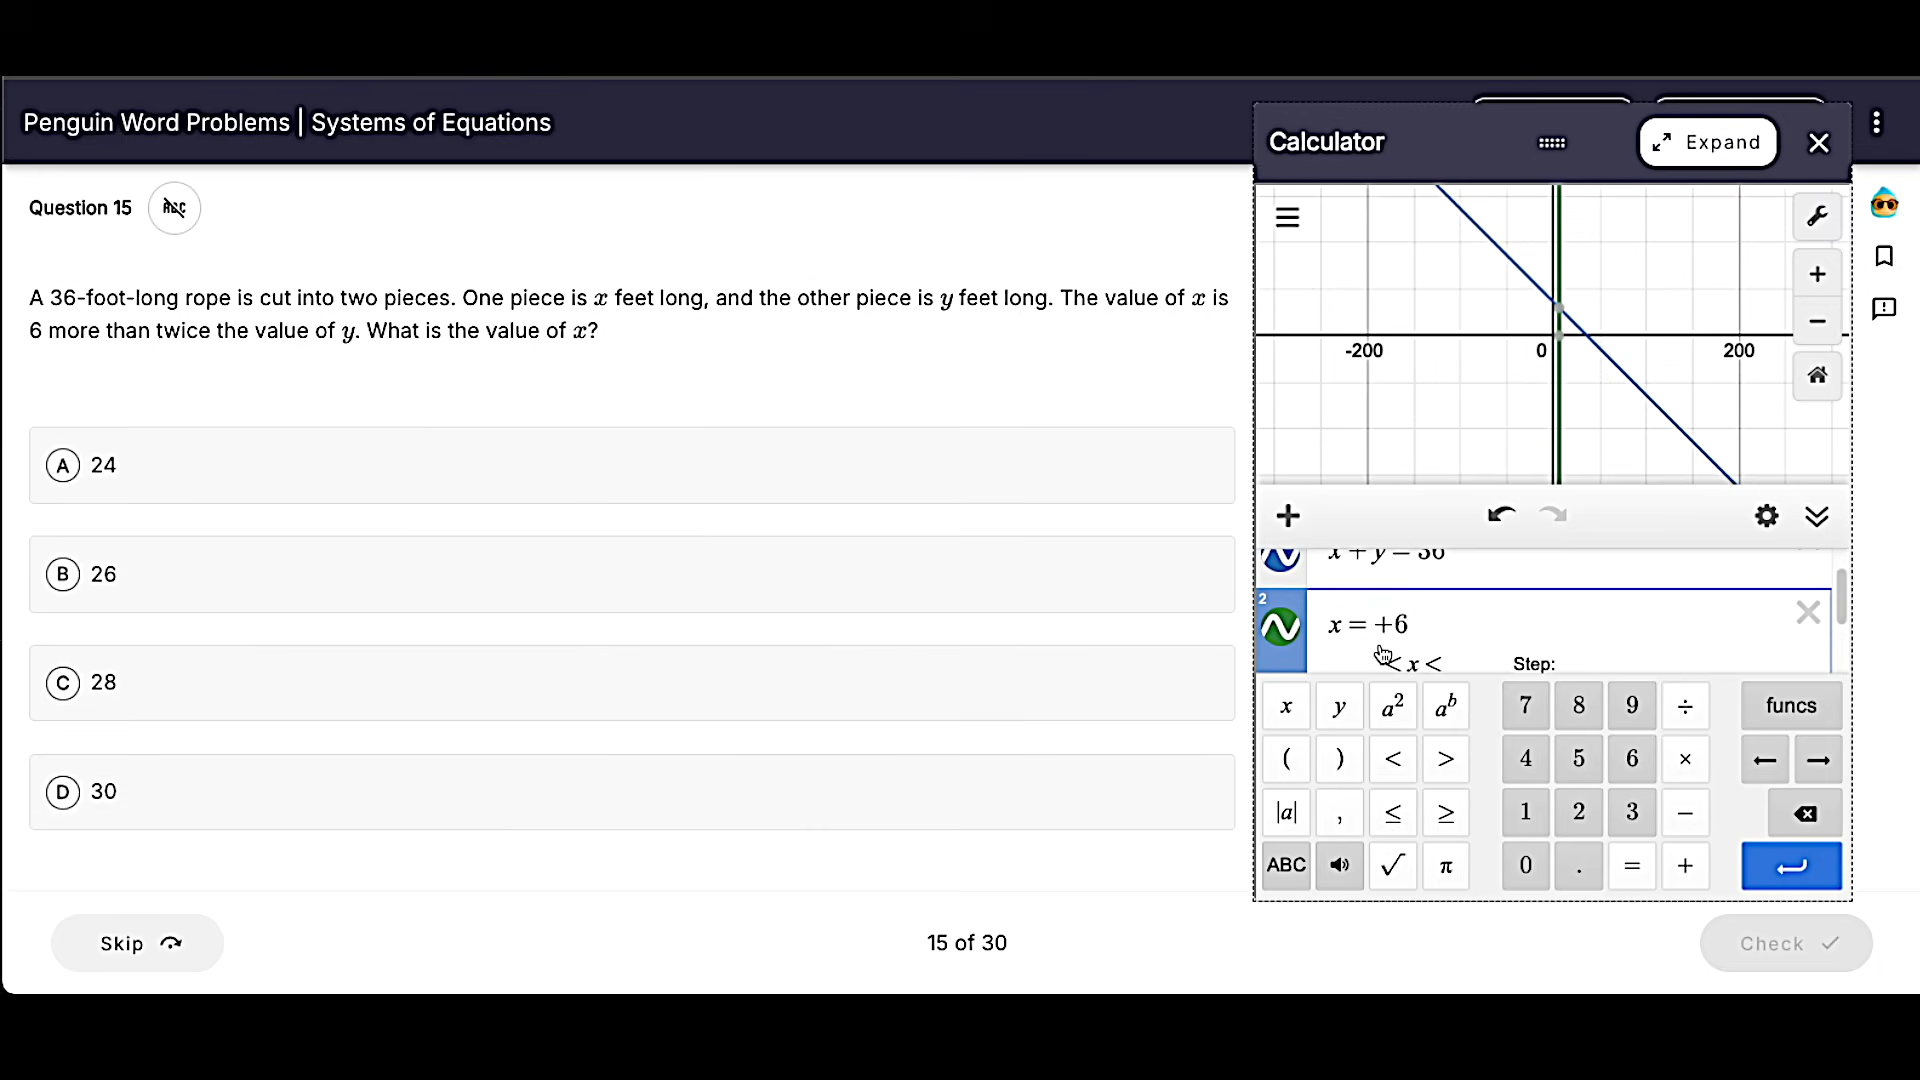 Penguin Word Problems | Systems of Equations
Question 15
ABC
A 36-foot-long rope is cut into two pieces. One piece is x feet long, and the other piece is y feet long. The value of x is
6 more than twice the value of y. What is the value of x?
A 24
B 26
C 28
D 30
Skip
15 of 30
Check
Calculator
Expand
-200 0 200
x + y = 36
2
x = +6
< x < Step:
x y a² aᵇ 7 8 9 ÷ funcs
( ) < > 4 5 6 × ← →
|a| , ≤ ≥ 1 2 3 −
ABC √ π 0 . = +